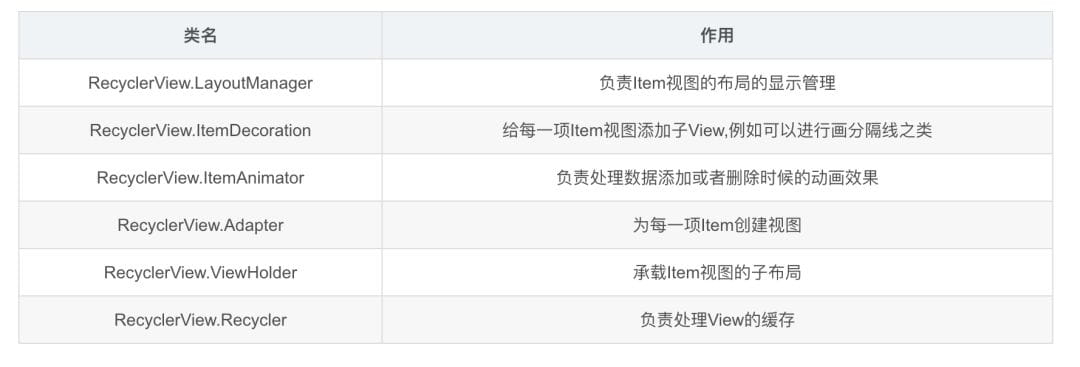 类名 作用
RecyclerView.LayoutManager 负责Item视图的布局的显示管理
RecyclerView.ItemDecoration 给每一项Item视图添加子View,例如可以进行画分隔线之类
RecyclerView.ItemAnimator 负责处理数据添加或者删除时候的动画效果
RecyclerView.Adapter 为每一项Item创建视图
RecyclerView.ViewHolder 承载Item视图的子布局
RecyclerView.Recycler 负责处理View的缓存